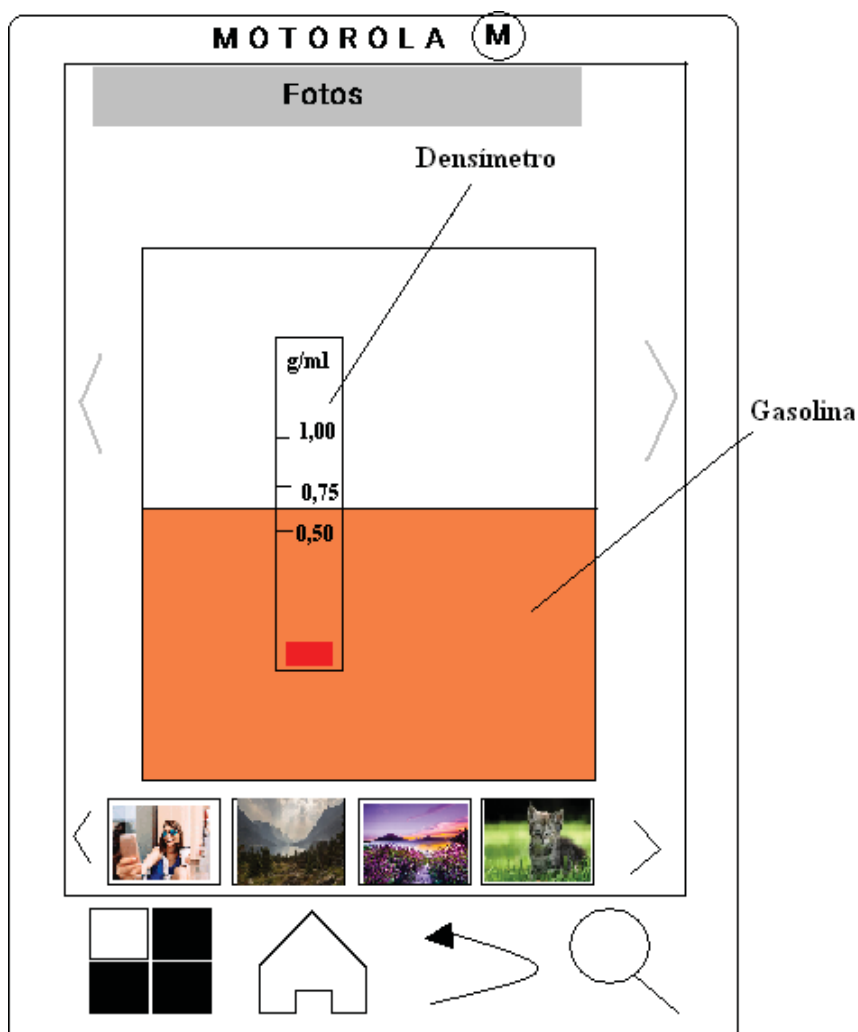 MOTOROLA M
Fotos
Densímetro
g/ml
1,00
Gasolina
0,75
0,50